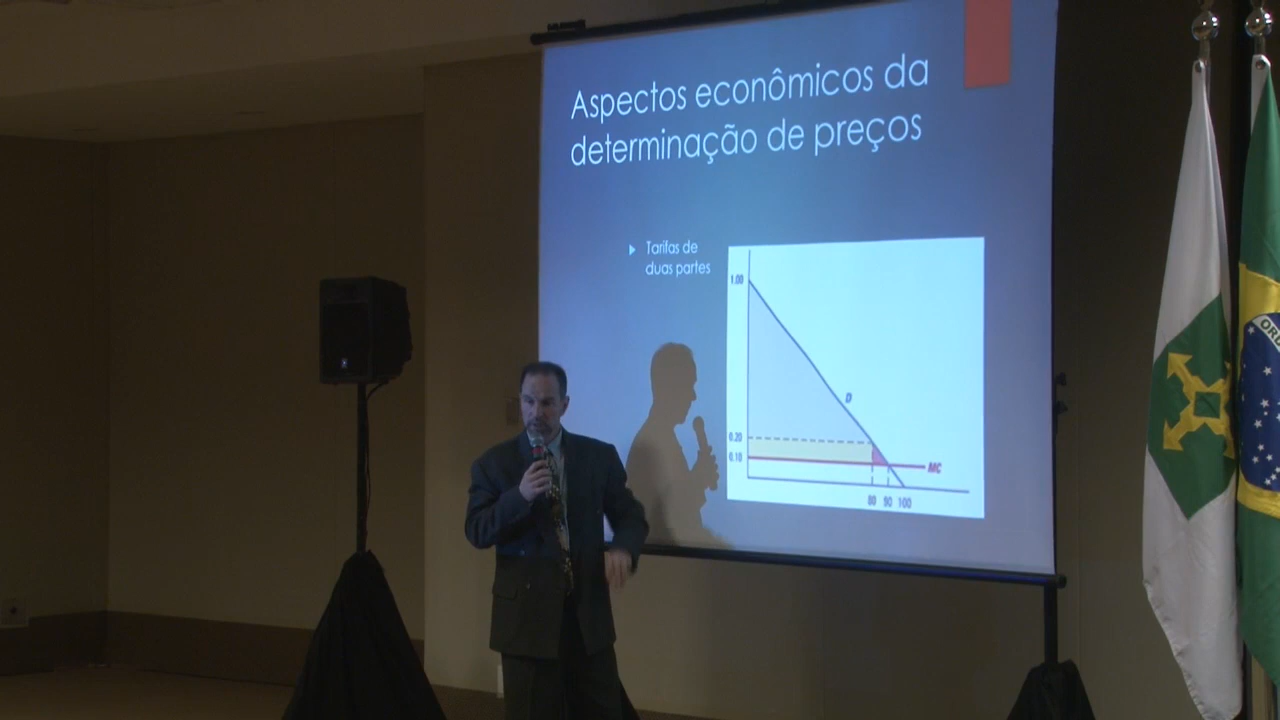 Aspectos econômicos da
determinação de preços
Tarifas de
duas partes
1.00
D
0.20
0.10
MC
80 90 100